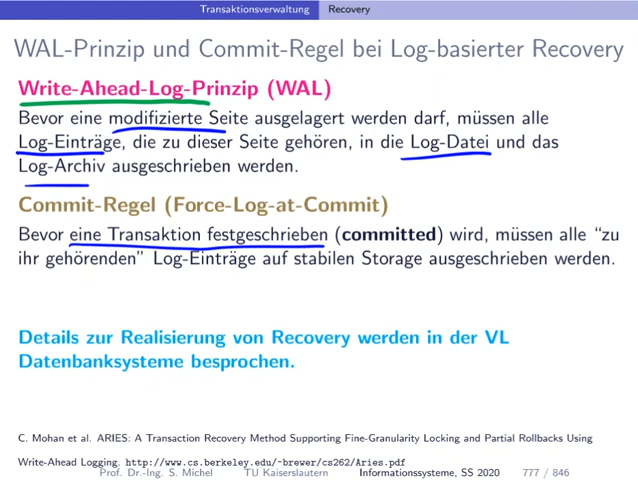 Transaktionsverwaltung Recovery
WAL-Prinzip und Commit-Regel bei Log-basierter Recovery
Write-Ahead-Log-Prinzip (WAL)
Bevor eine modifizierte Seite ausgelagert werden darf, müssen alle
Log-Einträge, die zu dieser Seite gehören, in die Log-Datei und das
Log-Archiv ausgeschrieben werden.
Commit-Regel (Force-Log-at-Commit)
Bevor eine Transaktion festgeschrieben (committed) wird, müssen alle “zu
ihr gehörenden” Log-Einträge auf stabilen Storage ausgeschrieben werden.
Details zur Realisierung von Recovery werden in der VL
Datenbanksysteme besprochen.
C. Mohan et al. ARIES: A Transaction Recovery Method Supporting Fine-Granularity Locking and Partial Rollbacks Using
Write-Ahead Logging. http://www.cs.berkeley.edu/~brewer/cs262/Aries.pdf
Prof. Dr.-Ing. S. Michel TU Kaiserslautern Informationssysteme, SS 2020 777 / 846